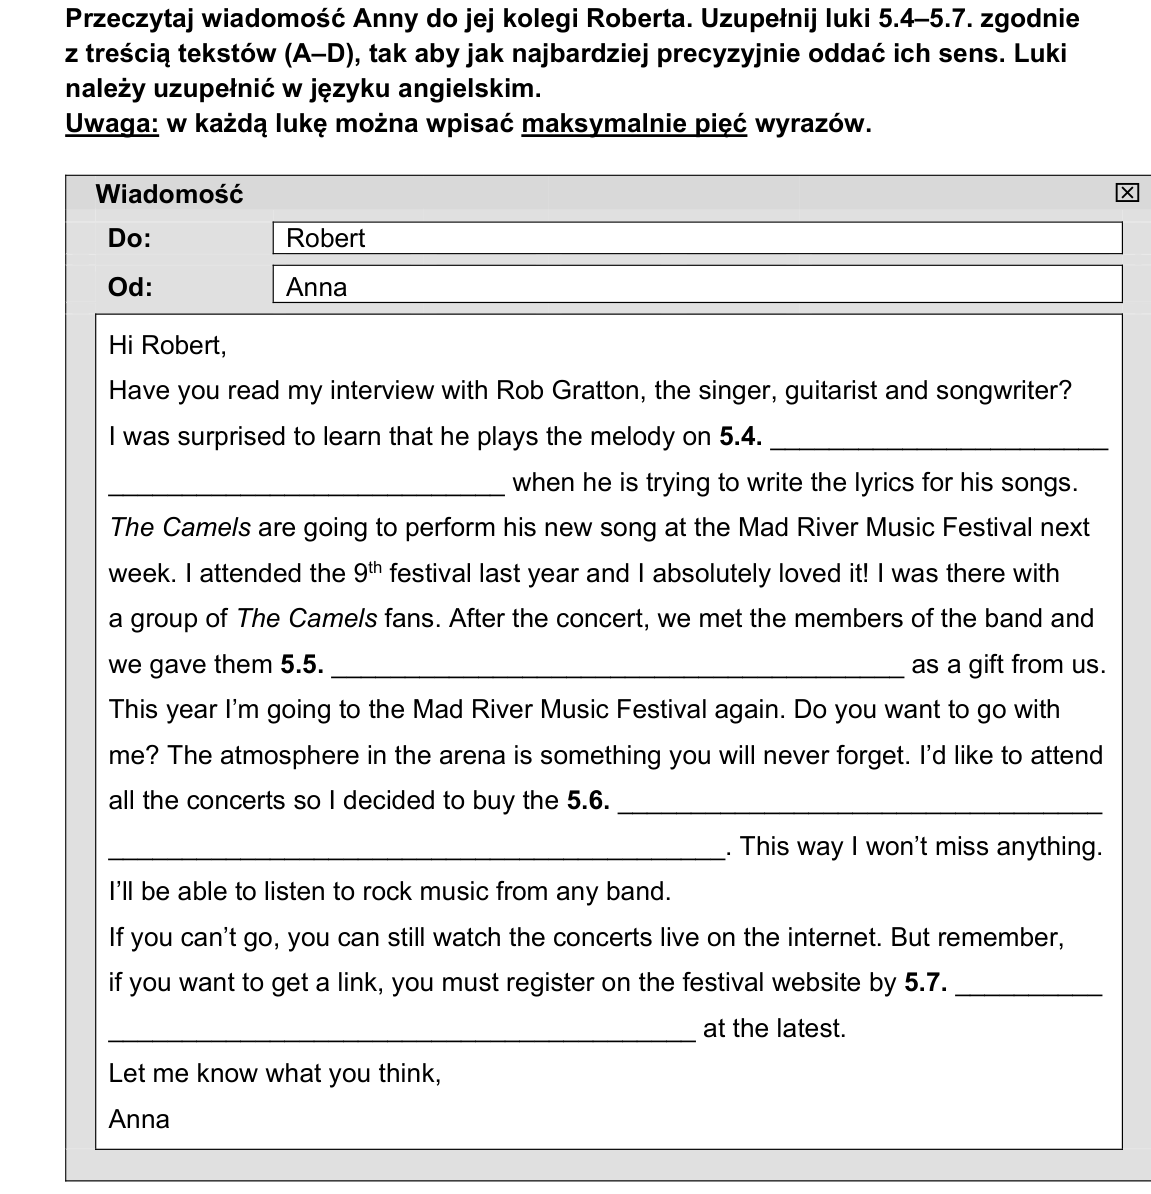 Przeczytaj wiadomość Anny do jej kolegi Roberta. Uzupełnij luki 5.4–5.7. zgodnie
z treścią tekstów (A–D), tak aby jak najbardziej precyzyjnie oddać ich sens. Luki
należy uzupełnić w języku angielskim.
Uwaga: w każdą lukę można wpisać maksymalnie pięć wyrazów.
Wiadomość
Do: Robert
Od: Anna
Hi Robert,
Have you read my interview with Rob Gratton, the singer, guitarist and songwriter?
I was surprised to learn that he plays the melody on 5.4. ______________________
___________________________ when he is trying to write the lyrics for his songs.
The Camels are going to perform his new song at the Mad River Music Festival next
week. I attended the 9th festival last year and I absolutely loved it! I was there with
a group of The Camels fans. After the concert, we met the members of the band and
we gave them 5.5. _______________________________________ as a gift from us.
This year I’m going to the Mad River Music Festival again. Do you want to go with
me? The atmosphere in the arena is something you will never forget. I’d like to attend
all the concerts so I decided to buy the 5.6. _________________________________
__________________________________________. This way I won’t miss anything.
I’ll be able to listen to rock music from any band.
If you can’t go, you can still watch the concerts live on the internet. But remember,
if you want to get a link, you must register on the festival website by 5.7. __________
________________________________________ at the latest.
Let me know what you think,
Anna